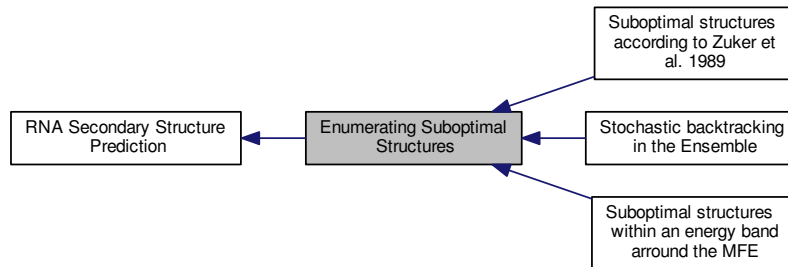 Suboptimal structures
according to Zuker et
al. 1989
RNA Secondary Structure
Prediction
Enumerating Suboptimal
Structures
Stochastic backtracking
in the Ensemble
Suboptimal structures
within an energy band
arround the MFE